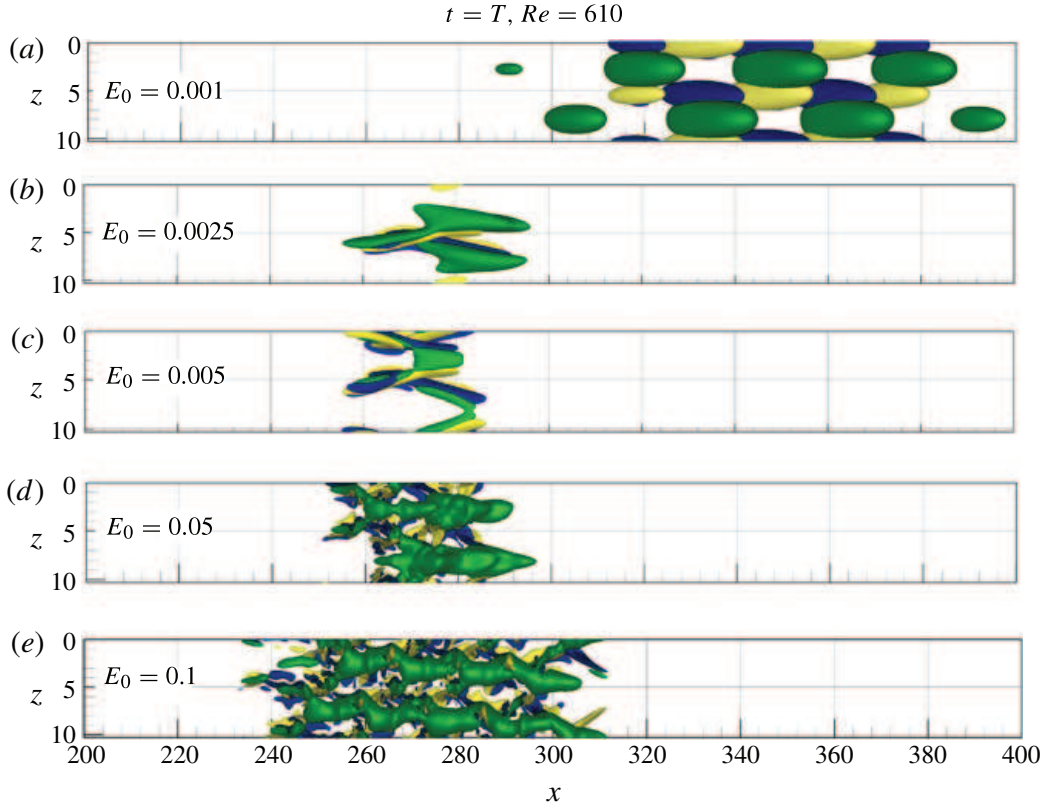 t = T, Re = 610
(a)
0
z 5
10
E₀ = 0.001
(b)
0
z 5
10
E₀ = 0.0025
(c)
0
z 5
10
E₀ = 0.005
(d)
0
z 5
10
E₀ = 0.05
(e)
0
z 5
10
E₀ = 0.1
200 220 240 260 280 300 320 340 360 380 400
x